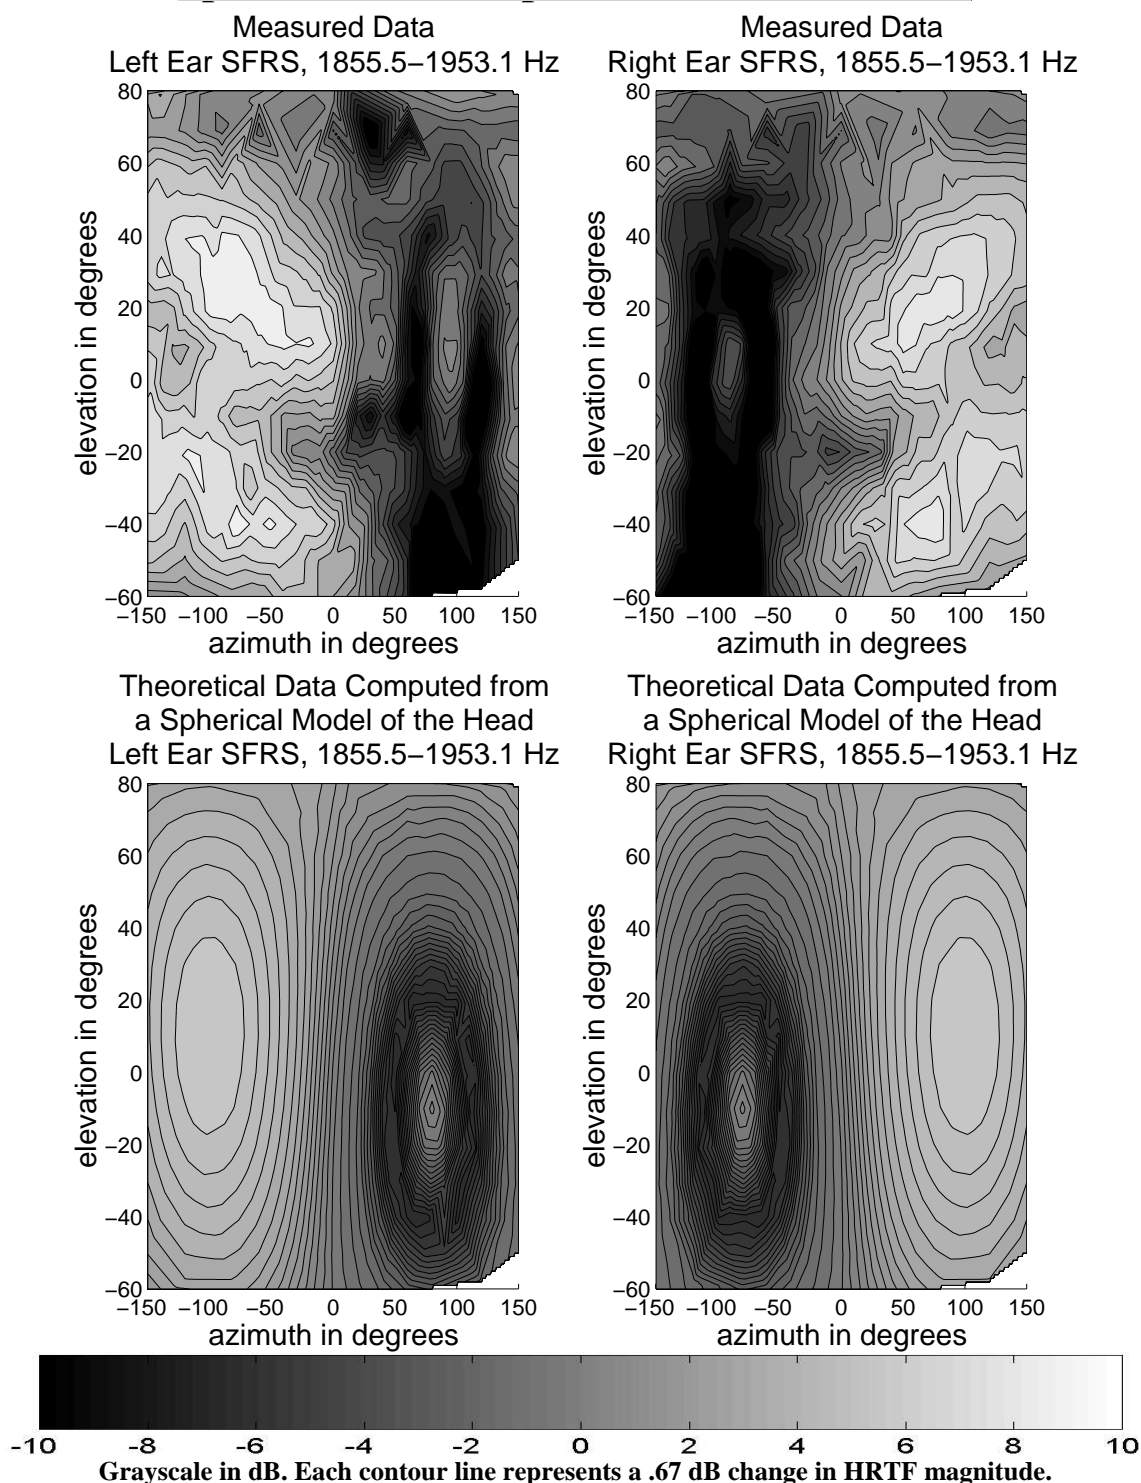 Measured Data
Left Ear SFRS, 1855.5−1953.1 Hz
80
60
40
20
0
−20
−40
−60
elevation in degrees
−150 −100 −50 0 50 100 150
azimuth in degrees
Measured Data
Right Ear SFRS, 1855.5−1953.1 Hz
80
60
40
20
0
−20
−40
−60
elevation in degrees
−150 −100 −50 0 50 100 150
azimuth in degrees
Theoretical Data Computed from
a Spherical Model of the Head
Left Ear SFRS, 1855.5−1953.1 Hz
80
60
40
20
0
−20
−40
−60
elevation in degrees
−150 −100 −50 0 50 100 150
azimuth in degrees
Theoretical Data Computed from
a Spherical Model of the Head
Right Ear SFRS, 1855.5−1953.1 Hz
80
60
40
20
0
−20
−40
−60
elevation in degrees
−150 −100 −50 0 50 100 150
azimuth in degrees
-10 -8 -6 -4 -2 0 2 4 6 8 10
Grayscale in dB. Each contour line represents a .67 dB change in HRTF magnitude.